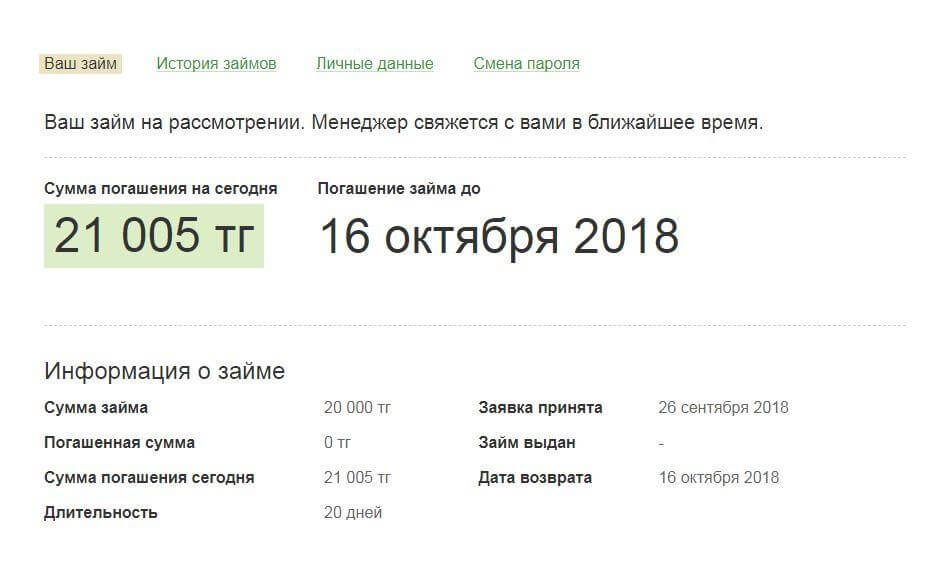 Ваш займ История займов Личные данные Смена пароля
Ваш займ на рассмотрении. Менеджер свяжется с вами в ближайшее время.
Сумма погашения на сегодня Погашение займа до
21 005 тг 16 октября 2018
Информация о займе
Сумма займа 20 000 тг Заявка принята 26 сентября 2018
Погашенная сумма 0 тг Займ выдан -
Сумма погашения сегодня 21 005 тг Дата возврата 16 октября 2018
Длительность 20 дней